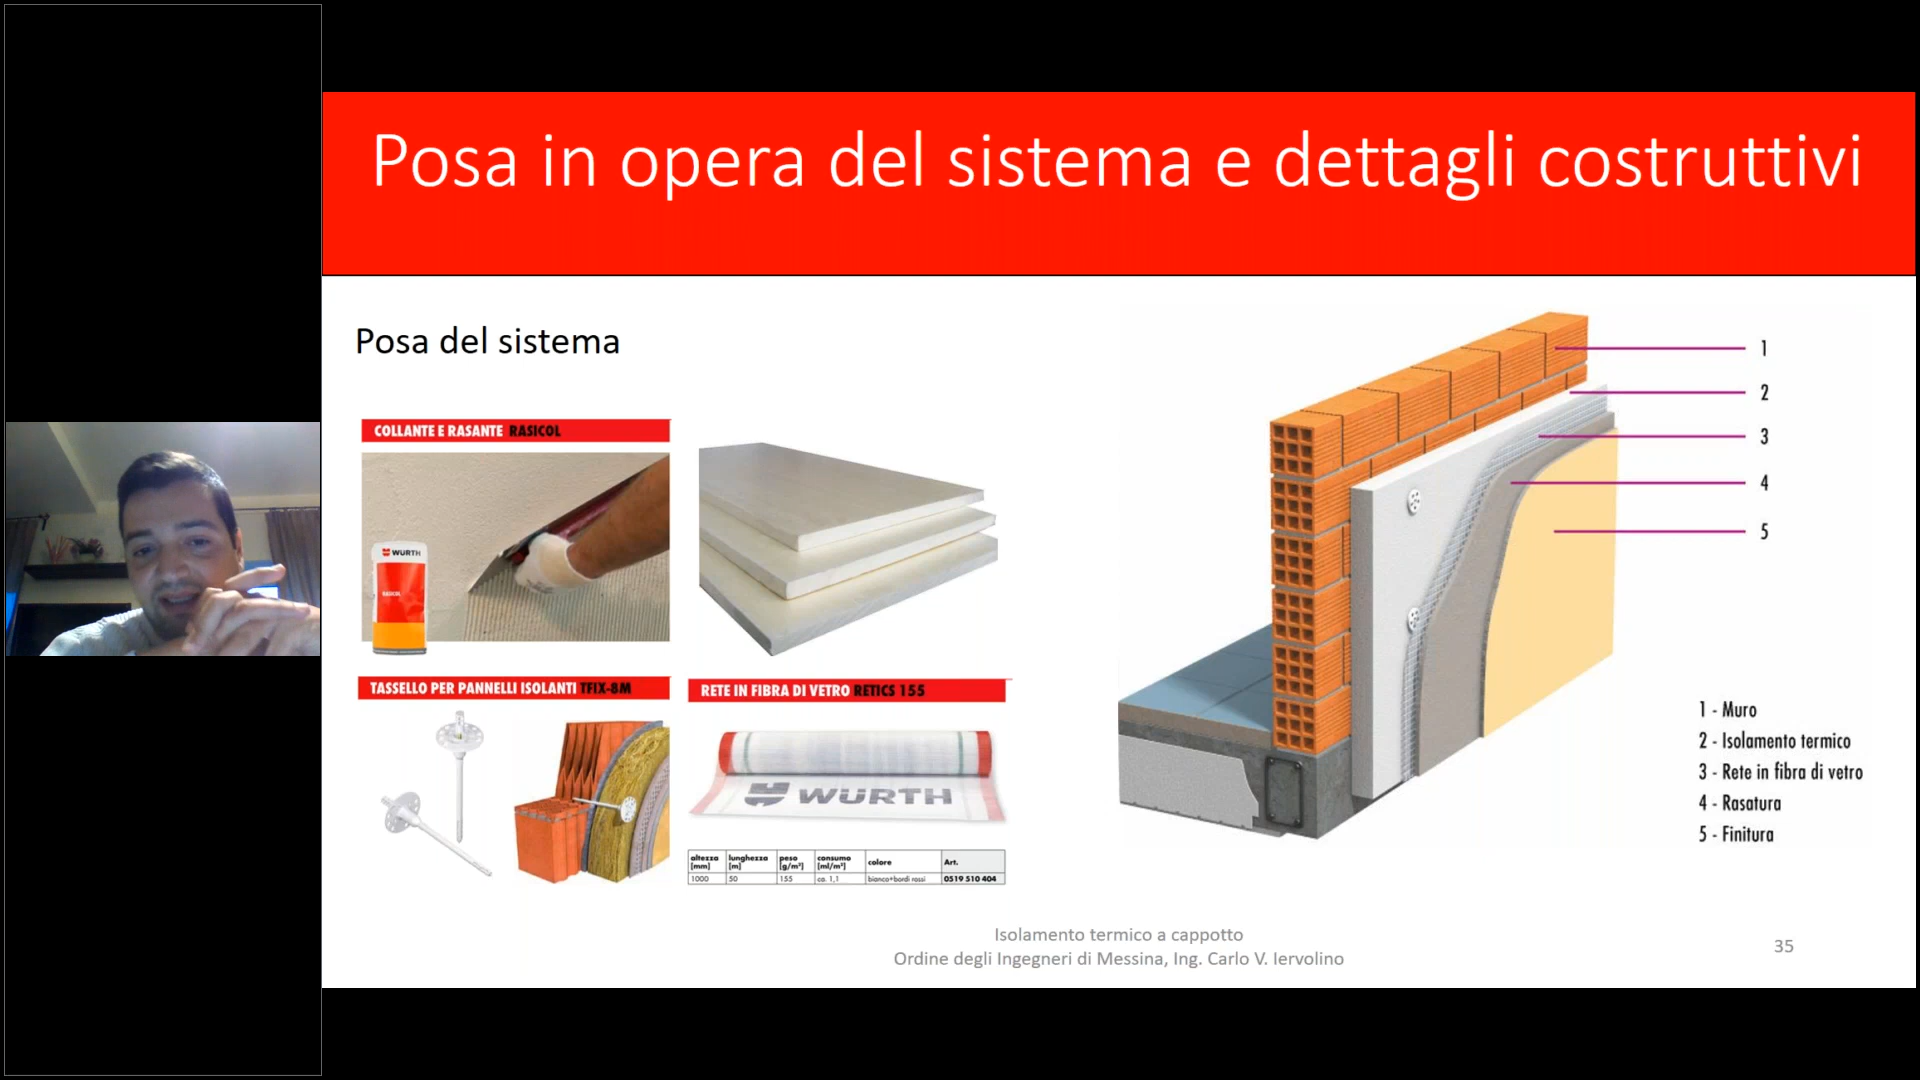 Posa in opera del sistema e dettagli costruttivi
Posa del sistema
COLLANTE E RASANTE RASICOL
WURTH
RASICOL
TASSELLO PER PANNELLI ISOLANTI TFIX-8M
RETE IN FIBRA DI VETRO RETICS 155
WURTH
altezza [mm] lunghezza [m] peso [g/m²] consumo [ml/m²] colore Art.
1000 50 155 ca. 1,1 bianco+bordi rossi 0519 510 404
1
2
3
4
5
1 - Muro
2 - Isolamento termico
3 - Rete in fibra di vetro
4 - Rasatura
5 - Finitura
Isolamento termico a cappotto
Ordine degli Ingegneri di Messina, Ing. Carlo V. Iervolino
35